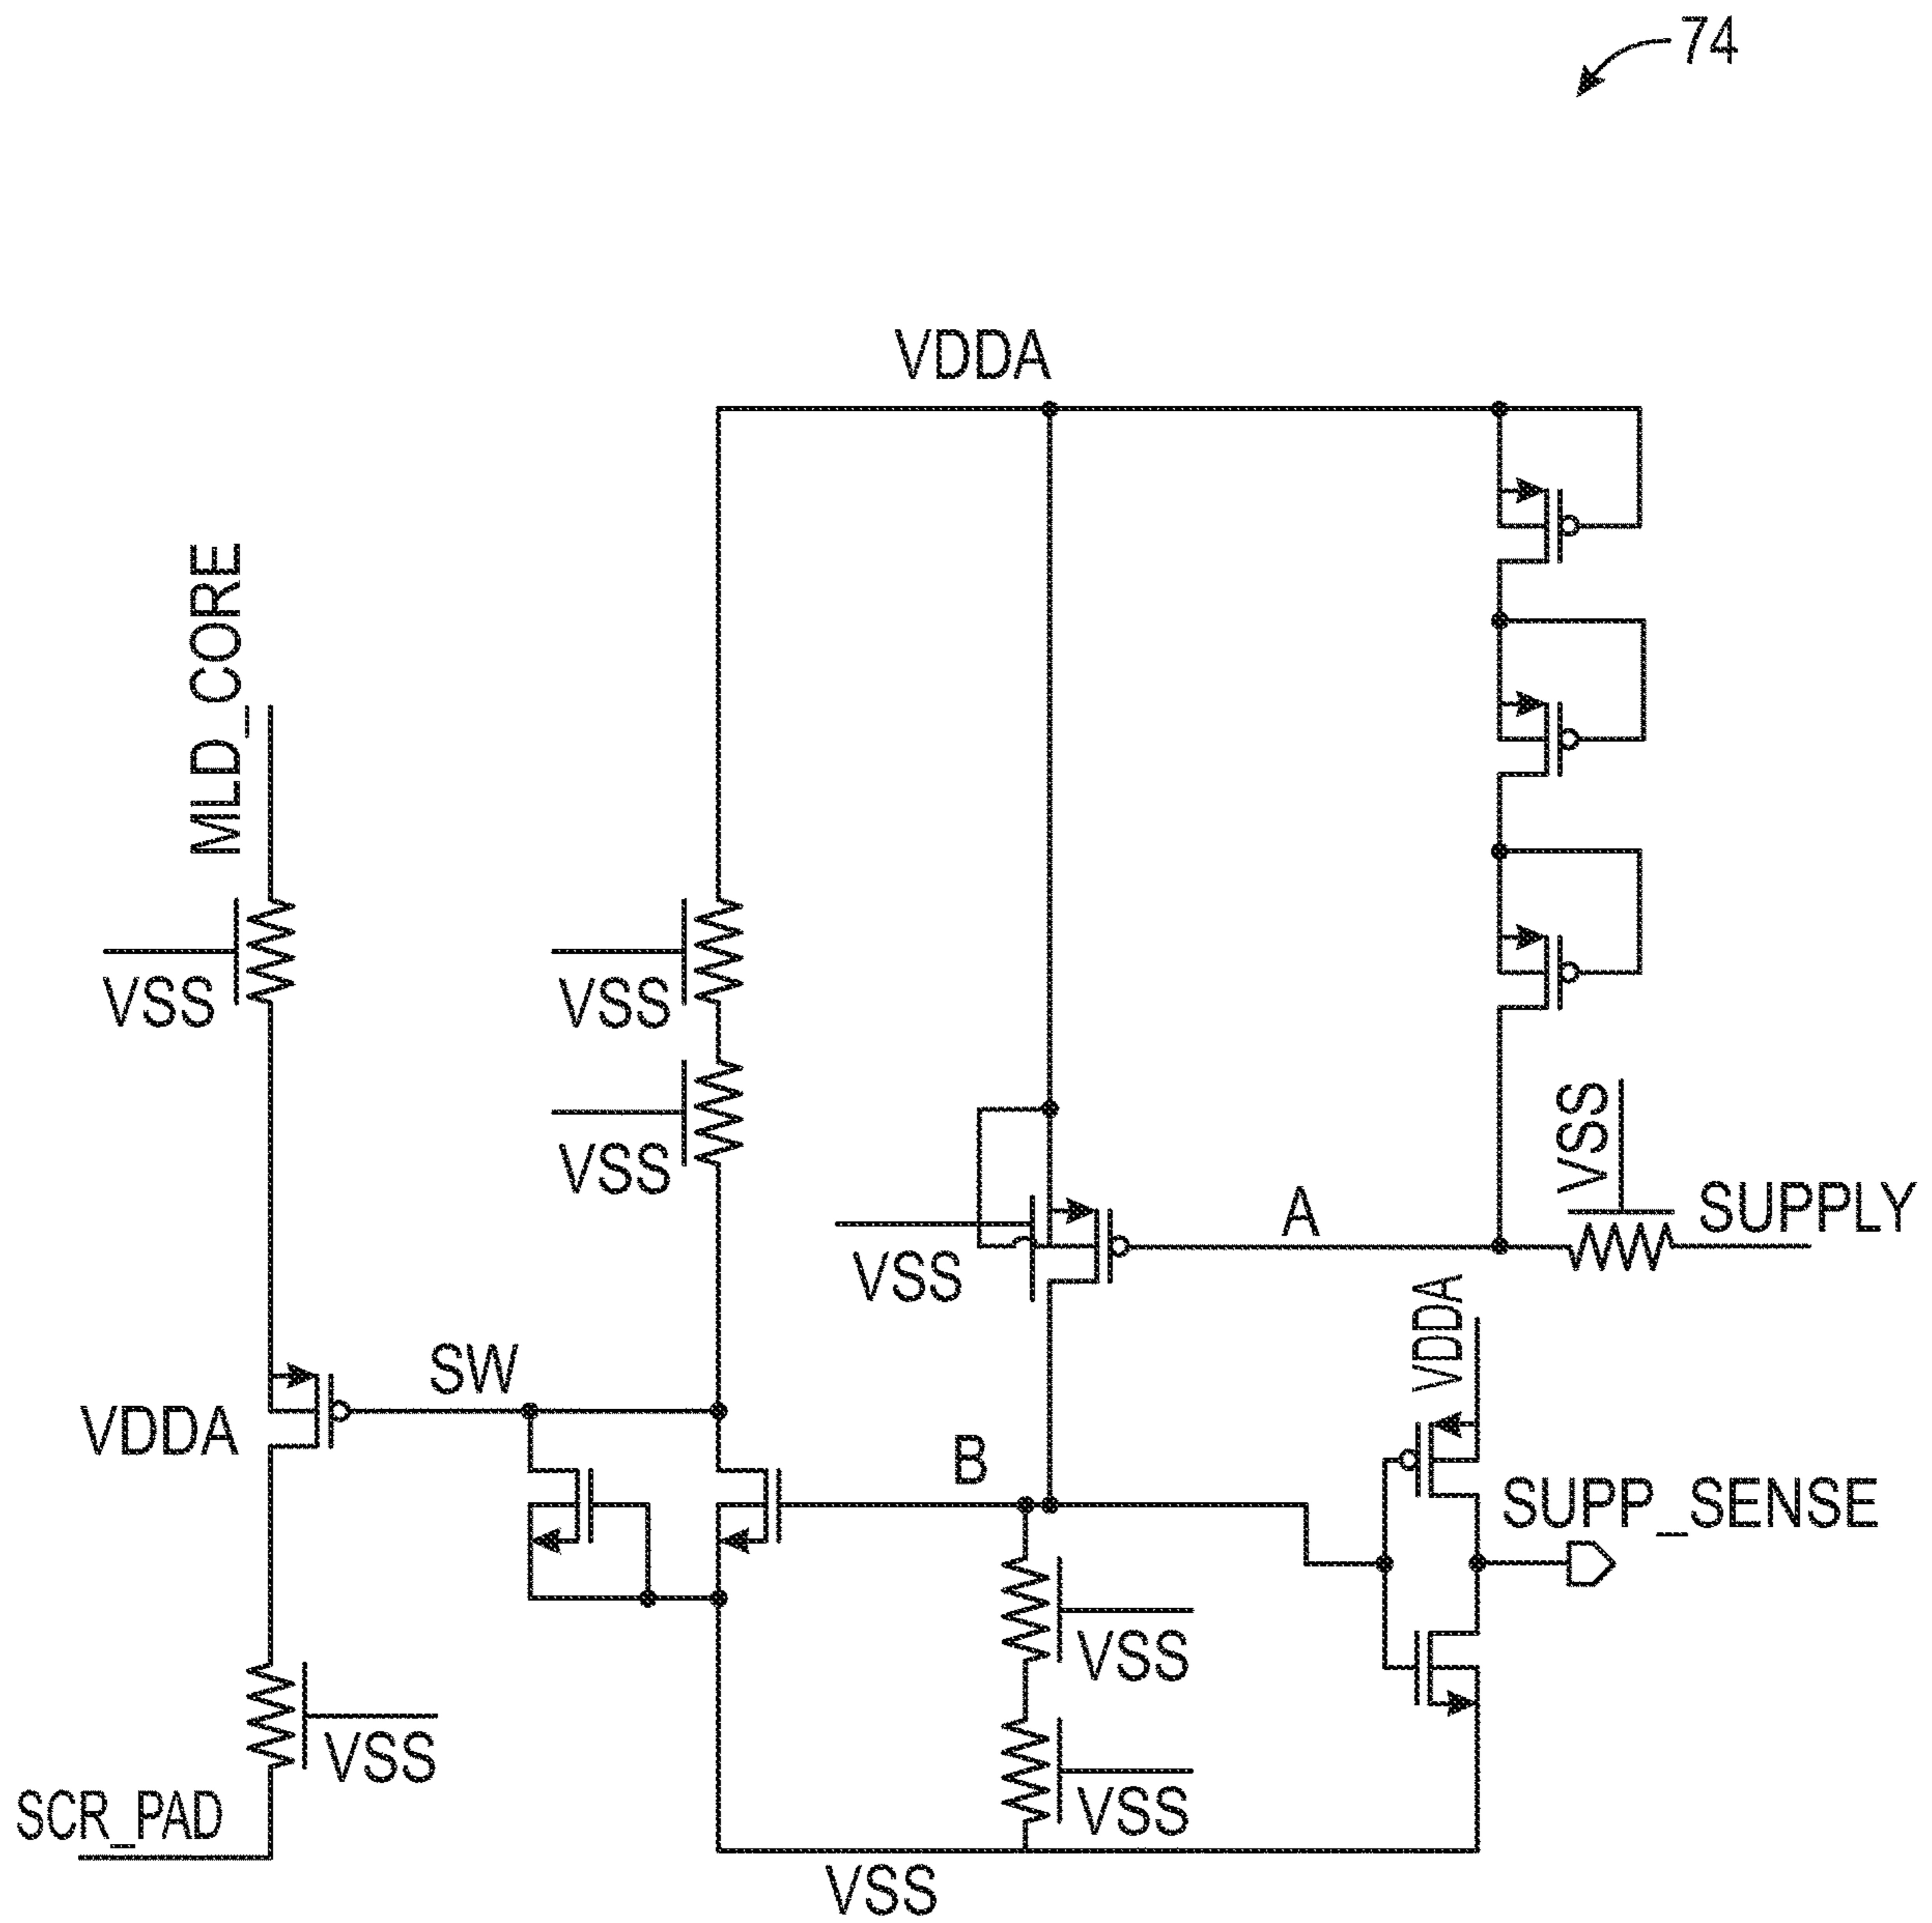 74
VDDA
MLD_CORE
VSS
VSS
VSS
VSS
SUPPLY
A
VSS
VDDA
SW
VDDA
B
SUPP_SENSE
VSS
VSS
SCR_PAD
VSS
VSS